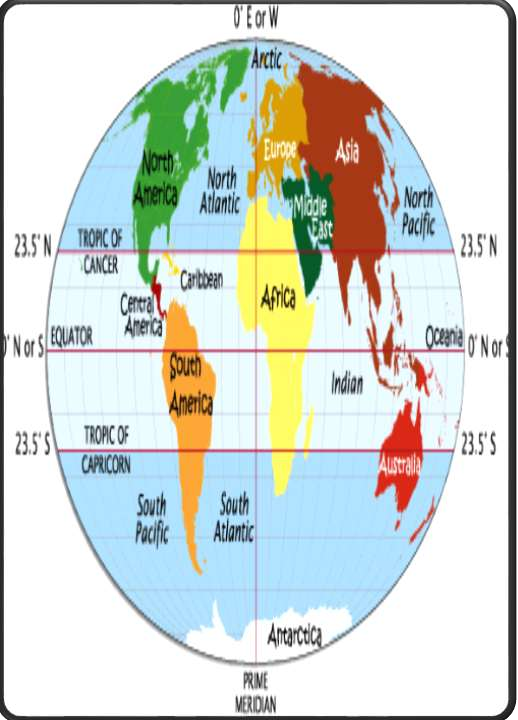 0° E or W
Arctic
Europe
Asia
North
America
North
Atlantic
Middle
East
North
Pacific
23.5° N
TROPIC OF
CANCER
23.5° N
Caribbean
Africa
Central
America
0° N or S
EQUATOR
Oceania
0° N or S
South
America
Indian
23.5° S
TROPIC OF
CAPRICORN
23.5° S
Australia
South
Pacific
South
Atlantic
Antarctica
PRIME
MERIDIAN